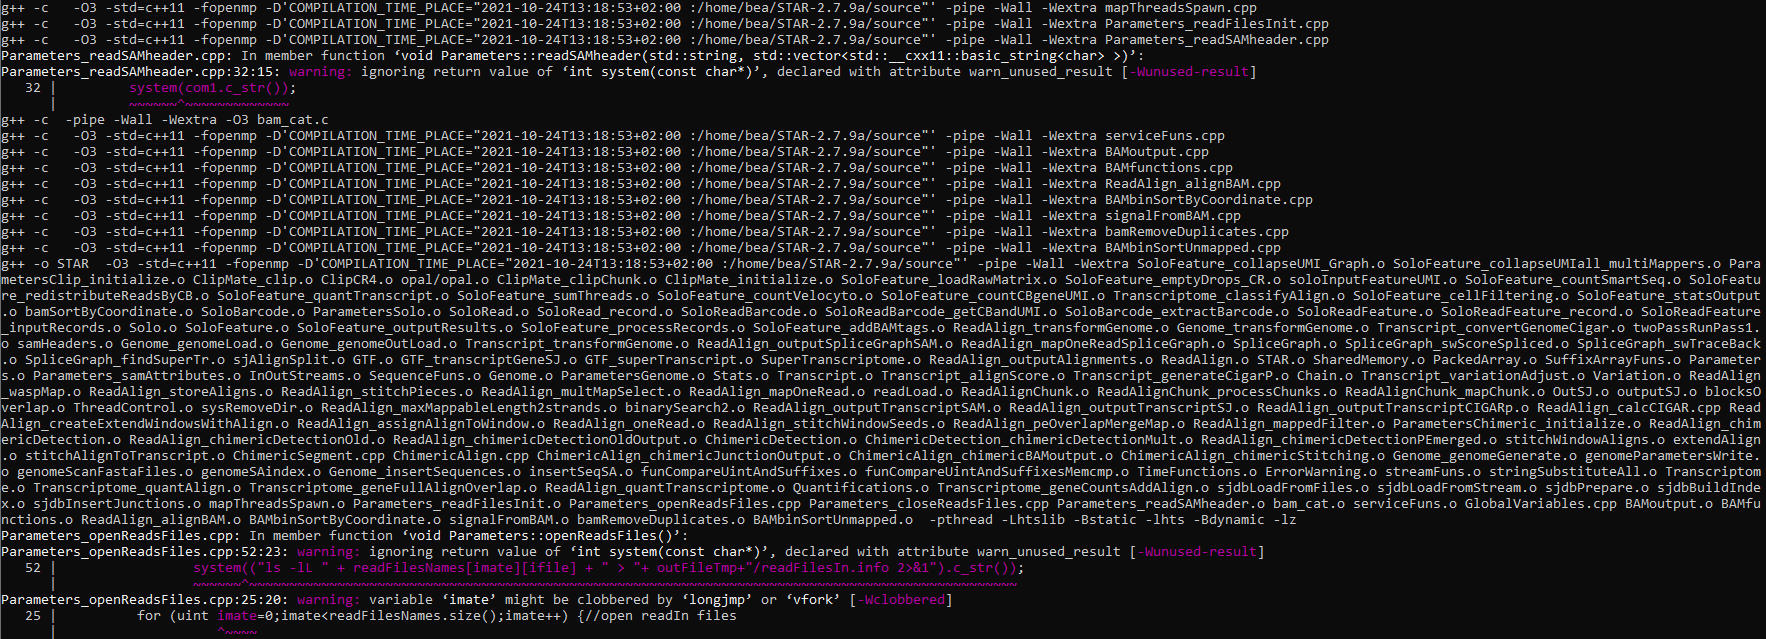 g++ -c   -O3 -std=c++11 -fopenmp -D'COMPILATION_TIME_PLACE="2021-10-24T13:18:53+02:00 :/home/bea/STAR-2.7.9a/source"' -pipe -Wall -Wextra mapThreadsSpawn.cpp
g++ -c   -O3 -std=c++11 -fopenmp -D'COMPILATION_TIME_PLACE="2021-10-24T13:18:53+02:00 :/home/bea/STAR-2.7.9a/source"' -pipe -Wall -Wextra Parameters_readFilesInit.cpp
g++ -c   -O3 -std=c++11 -fopenmp -D'COMPILATION_TIME_PLACE="2021-10-24T13:18:53+02:00 :/home/bea/STAR-2.7.9a/source"' -pipe -Wall -Wextra Parameters_readSAMheader.cpp
Parameters_readSAMheader.cpp: In member function ‘void Parameters::readSAMheader(std::string, std::vector<std::__cxx11::basic_string<char> >)’:
Parameters_readSAMheader.cpp:32:15: warning: ignoring return value of ‘int system(const char*)’, declared with attribute warn_unused_result [-Wunused-result]
   32 |         system(com1.c_str());
      |         ~~~~~~^~~~~~~~~~~~~~
g++ -c  -pipe -Wall -Wextra -O3 bam_cat.c
g++ -c   -O3 -std=c++11 -fopenmp -D'COMPILATION_TIME_PLACE="2021-10-24T13:18:53+02:00 :/home/bea/STAR-2.7.9a/source"' -pipe -Wall -Wextra serviceFuns.cpp
g++ -c   -O3 -std=c++11 -fopenmp -D'COMPILATION_TIME_PLACE="2021-10-24T13:18:53+02:00 :/home/bea/STAR-2.7.9a/source"' -pipe -Wall -Wextra BAMoutput.cpp
g++ -c   -O3 -std=c++11 -fopenmp -D'COMPILATION_TIME_PLACE="2021-10-24T13:18:53+02:00 :/home/bea/STAR-2.7.9a/source"' -pipe -Wall -Wextra BAMfunctions.cpp
g++ -c   -O3 -std=c++11 -fopenmp -D'COMPILATION_TIME_PLACE="2021-10-24T13:18:53+02:00 :/home/bea/STAR-2.7.9a/source"' -pipe -Wall -Wextra ReadAlign_alignBAM.cpp
g++ -c   -O3 -std=c++11 -fopenmp -D'COMPILATION_TIME_PLACE="2021-10-24T13:18:53+02:00 :/home/bea/STAR-2.7.9a/source"' -pipe -Wall -Wextra BAMbinSortByCoordinate.cpp
g++ -c   -O3 -std=c++11 -fopenmp -D'COMPILATION_TIME_PLACE="2021-10-24T13:18:53+02:00 :/home/bea/STAR-2.7.9a/source"' -pipe -Wall -Wextra signalFromBAM.cpp
g++ -c   -O3 -std=c++11 -fopenmp -D'COMPILATION_TIME_PLACE="2021-10-24T13:18:53+02:00 :/home/bea/STAR-2.7.9a/source"' -pipe -Wall -Wextra bamRemoveDuplicates.cpp
g++ -c   -O3 -std=c++11 -fopenmp -D'COMPILATION_TIME_PLACE="2021-10-24T13:18:53+02:00 :/home/bea/STAR-2.7.9a/source"' -pipe -Wall -Wextra BAMbinSortUnmapped.cpp
g++ -o STAR  -O3 -std=c++11 -fopenmp -D'COMPILATION_TIME_PLACE="2021-10-24T13:18:53+02:00 :/home/bea/STAR-2.7.9a/source"' -pipe -Wall -Wextra SoloFeature_collapseUMI_Graph.o SoloFeature_collapseUMIall_multiMappers.o Para
metersClip_initialize.o ClipMate_clip.o ClipCR4.o opal/opal.o ClipMate_clipChunk.o ClipMate_initialize.o SoloFeature_loadRawMatrix.o SoloFeature_emptyDrops_CR.o soloInputFeatureUMI.o SoloFeature_countSmartSeq.o SoloFeatu
re_redistributeReadsByCB.o SoloFeature_quantTranscript.o SoloFeature_sumThreads.o SoloFeature_countVelocyto.o SoloFeature_countCBgeneUMI.o Transcriptome_classifyAlign.o SoloFeature_cellFiltering.o SoloFeature_statsOutput
.o bamSortByCoordinate.o SoloBarcode.o ParametersSolo.o SoloRead.o SoloRead_record.o SoloReadBarcode.o SoloReadBarcode_getCBandUMI.o SoloBarcode_extractBarcode.o SoloReadFeature.o SoloReadFeature_record.o SoloReadFeature
_inputRecords.o Solo.o SoloFeature.o SoloFeature_outputResults.o SoloFeature_processRecords.o SoloFeature_addBAMtags.o ReadAlign_transformGenome.o Genome_transformGenome.o Transcript_convertGenomeCigar.o twoPassRunPass1.
o samHeaders.o Genome_genomeLoad.o Genome_genomeOutLoad.o Transcript_transformGenome.o ReadAlign_outputSpliceGraphSAM.o ReadAlign_mapOneReadSpliceGraph.o SpliceGraph.o SpliceGraph_swScoreSpliced.o SpliceGraph_swTraceBack
.o SpliceGraph_findSuperTr.o sjAlignSplit.o GTF.o GTF_transcriptGeneSJ.o GTF_superTranscript.o SuperTranscriptome.o ReadAlign_outputAlignments.o ReadAlign.o STAR.o SharedMemory.o PackedArray.o SuffixArrayFuns.o Parameter
s.o Parameters_samAttributes.o InOutStreams.o SequenceFuns.o Genome.o ParametersGenome.o Stats.o Transcript.o Transcript_alignScore.o Transcript_generateCigarP.o Chain.o Transcript_variationAdjust.o Variation.o ReadAlign
_waspMap.o ReadAlign_storeAligns.o ReadAlign_stitchPieces.o ReadAlign_multMapSelect.o ReadAlign_mapOneRead.o readLoad.o ReadAlignChunk.o ReadAlignChunk_processChunks.o ReadAlignChunk_mapChunk.o OutSJ.o outputSJ.o blocksO
verlap.o ThreadControl.o sysRemoveDir.o ReadAlign_maxMappableLength2strands.o binarySearch2.o ReadAlign_outputTranscriptSAM.o ReadAlign_outputTranscriptSJ.o ReadAlign_outputTranscriptCIGARp.o ReadAlign_calcCIGAR.cpp Read
Align_createExtendWindowsWithAlign.o ReadAlign_assignAlignToWindow.o ReadAlign_oneRead.o ReadAlign_stitchWindowSeeds.o ReadAlign_peOverlapMergeMap.o ReadAlign_mappedFilter.o ParametersChimeric_initialize.o ReadAlign_chim
ericDetection.o ReadAlign_chimericDetectionOld.o ReadAlign_chimericDetectionOldOutput.o ChimericDetection.o ChimericDetection_chimericDetectionMult.o ReadAlign_chimericDetectionPEmerged.o stitchWindowAligns.o extendAlign
.o stitchAlignToTranscript.o ChimericSegment.cpp ChimericAlign.cpp ChimericAlign_chimericJunctionOutput.o ChimericAlign_chimericBAMoutput.o ChimericAlign_chimericStitching.o Genome_genomeGenerate.o genomeParametersWrite.
o genomeScanFastaFiles.o genomeSAindex.o Genome_insertSequences.o insertSeqSA.o funCompareUintAndSuffixes.o funCompareUintAndSuffixesMemcmp.o TimeFunctions.o ErrorWarning.o streamFuns.o stringSubstituteAll.o Transcriptom
e.o Transcriptome_quantAlign.o Transcriptome_geneFullAlignOverlap.o ReadAlign_quantTranscriptome.o Quantifications.o Transcriptome_geneCountsAddAlign.o sjdbLoadFromFiles.o sjdbLoadFromStream.o sjdbPrepare.o sjdbBuildInde
x.o sjdbInsertJunctions.o mapThreadsSpawn.o Parameters_readFilesInit.o Parameters_openReadsFiles.cpp Parameters_closeReadsFiles.cpp Parameters_readSAMheader.o bam_cat.o serviceFuns.o GlobalVariables.cpp BAMoutput.o BAMfu
nctions.o ReadAlign_alignBAM.o BAMbinSortByCoordinate.o signalFromBAM.o bamRemoveDuplicates.o BAMbinSortUnmapped.o  -pthread -Lhtslib -Bstatic -lhts -Bdynamic -lz
Parameters_openReadsFiles.cpp: In member function ‘void Parameters::openReadsFiles()’:
Parameters_openReadsFiles.cpp:52:23: warning: ignoring return value of ‘int system(const char*)’, declared with attribute warn_unused_result [-Wunused-result]
   52 |                 system(("ls -lL " + readFilesNames[imate][ifile] + " > "+ outFileTmp+"/readFilesIn.info 2>&1").c_str());
      |                 ~~~~~~^~~~~~~~~~~~~~~~~~~~~~~~~~~~~~~~~~~~~~~~~~~~~~~~~~~~~~~~~~~~~~~~~~~~~~~~~~~~~~~~~~~~~~~~~~~~~~~~~
Parameters_openReadsFiles.cpp:25:20: warning: variable ‘imate’ might be clobbered by ‘longjmp’ or ‘vfork’ [-Wclobbered]
   25 |          for (uint imate=0;imate<readFilesNames.size();imate++) {//open readIn files
      |                    ^~~~~